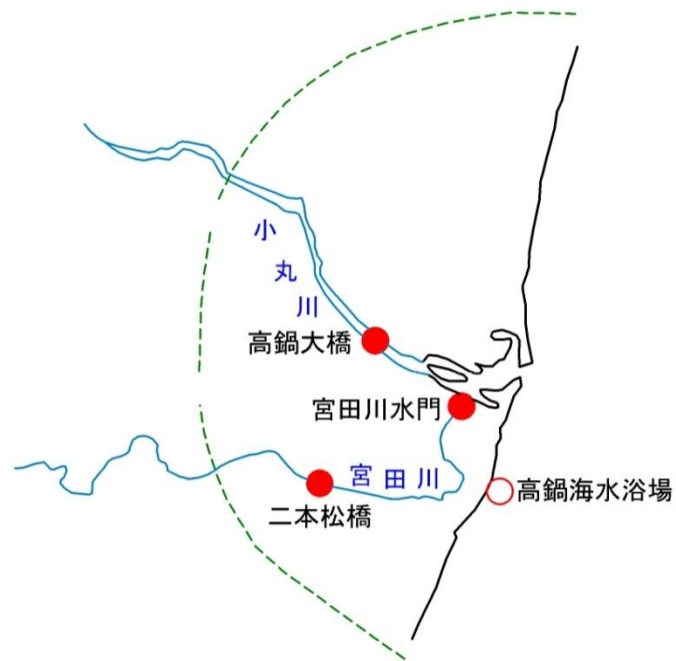 小丸川
高鍋大橋
宮田川水門
宮田川
高鍋海水浴場
二本松橋